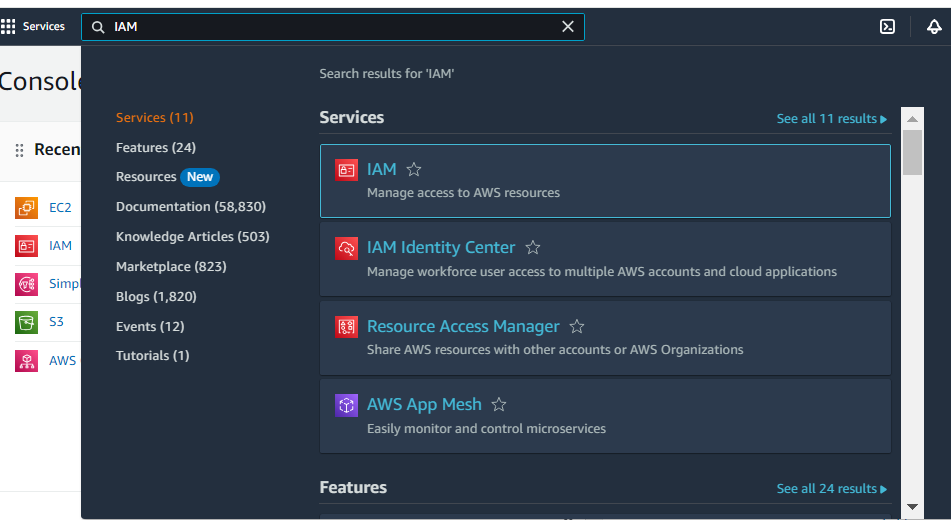 Services
IAM
Console
Recen
EC2
IAM
Simpl
S3
AWS
Search results for 'IAM'
Services (11)
Features (24)
Resources New
Documentation (58,830)
Knowledge Articles (503)
Marketplace (823)
Blogs (1,820)
Events (12)
Tutorials (1)
Services
See all 11 results
IAM
Manage access to AWS resources
IAM Identity Center
Manage workforce user access to multiple AWS accounts and cloud applications
Resource Access Manager
Share AWS resources with other accounts or AWS Organizations
AWS App Mesh
Easily monitor and control microservices
Features
See all 24 results